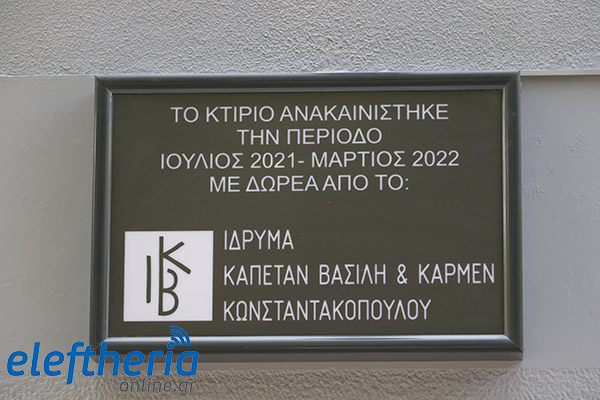 ΤΟ ΚΤΙΡΙΟ ΑΝΑΚΑΙΝΙΣΤΗΚΕ
ΤΗΝ ΠΕΡΙΟΔΟ
ΙΟΥΛΙΟΣ 2021- ΜΑΡΤΙΟΣ 2022
ΜΕ ΔΩΡΕΑ ΑΠΟ ΤΟ:
ΙΚΒ
ΙΔΡΥΜΑ
ΚΑΠΕΤΑΝ ΒΑΣΙΛΗ & ΚΑΡΜΕΝ
ΚΩΝΣΤΑΝΤΑΚΟΠΟΥΛΟΥ
eleftheria
online.gr